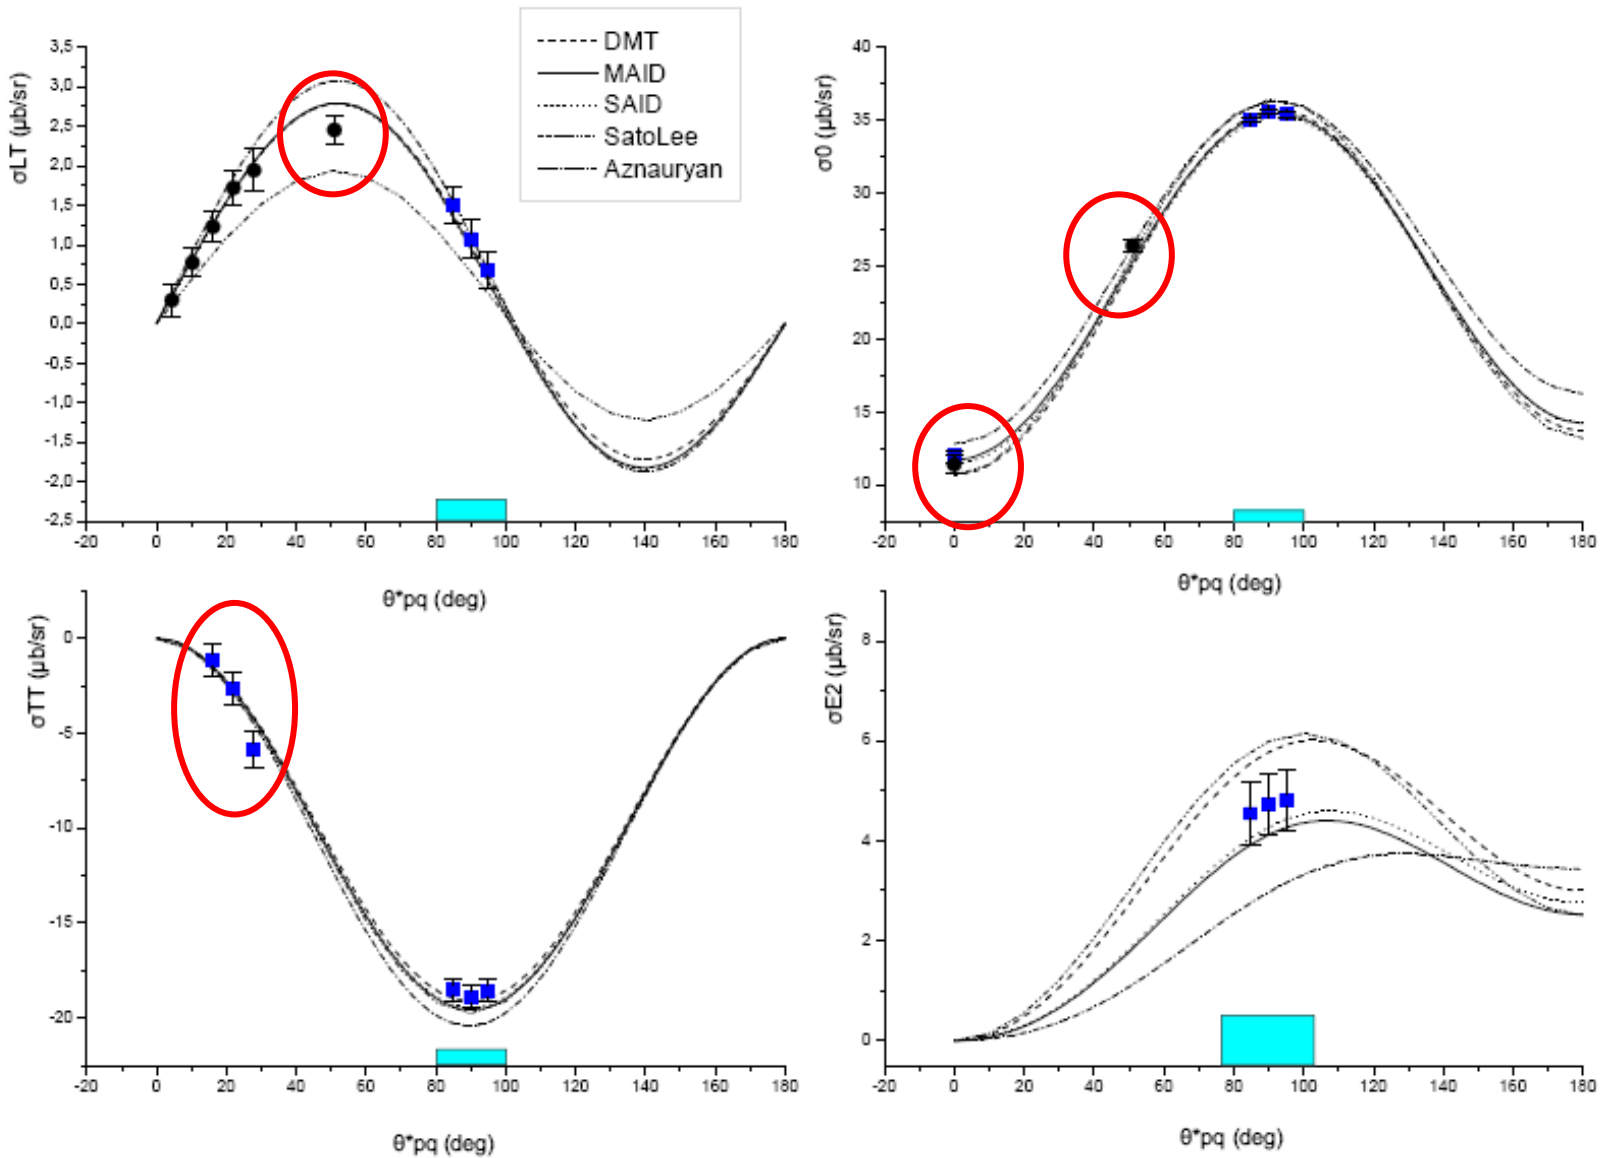 DMT
MAID
SAID
SatoLee
Aznauryan
σLT (μb/sr)
3,5
3,0
2,5
2,0
1,5
1,0
0,5
0,0
-0,5
-1,0
-1,5
-2,0
-2,5
-20 0 20 40 60 80 100 120 140 160 180
θ*pq (deg)
σ0 (μb/sr)
40
35
30
25
20
15
10
-20 0 20 40 60 80 100 120 140 160 180
θ*pq (deg)
σTT (μb/sr)
0
-5
-10
-15
-20
-20 0 20 40 60 80 100 120 140 160 180
θ*pq (deg)
σE2 (μb/sr)
8
6
4
2
0
-20 0 20 40 60 80 100 120 140 160 180
θ*pq (deg)